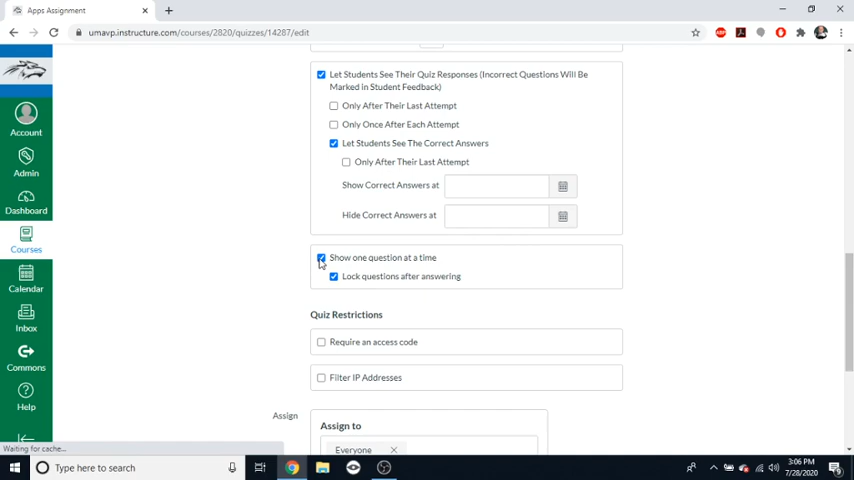 Apps Assignment
umavp.instructure.com/courses/2820/quizzes/14287/edit
ABP
Let Students See Their Quiz Responses (Incorrect Questions Will Be
Marked in Student Feedback)
Only After Their Last Attempt
Only Once After Each Attempt
Let Students See The Correct Answers
Only After Their Last Attempt
Show Correct Answers at
Hide Correct Answers at
Show one question at a time
Lock questions after answering
Quiz Restrictions
Require an access code
Filter IP Addresses
Assign
Assign to
Everyone
Account
Admin
Dashboard
Courses
Calendar
Inbox
Commons
Help
Waiting for cache...
Type here to search
3:06 PM
7/28/2020